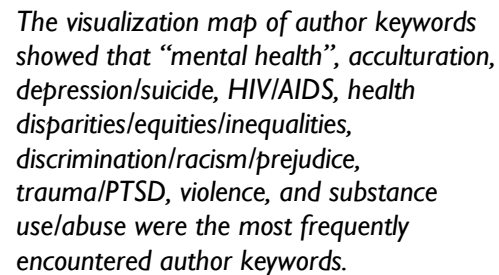 The visualization map of author keywords
showed that “mental health”, acculturation,
depression/suicide, HIV/AIDS, health
disparities/equities/inequalities,
discrimination/racism/prejudice,
trauma/PTSD, violence, and substance
use/abuse were the most frequently
encountered author keywords.